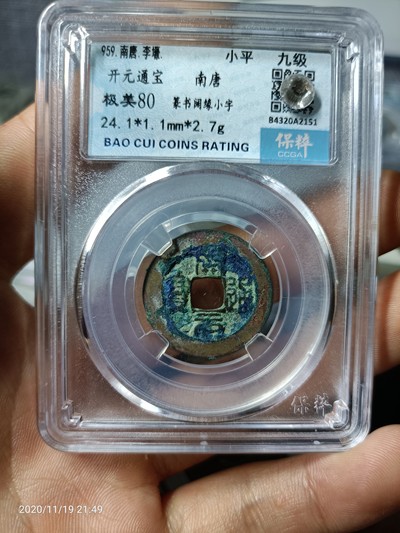 959.南唐.李璟.
小平 九级
开元通宝 南唐
极美80 篆书阔缘小字
B4320A2151
24.1*1.1mm*2.7g
保粹
BAO CUI COINS RATING
CCGA
保粹
2020/11/19 21:49